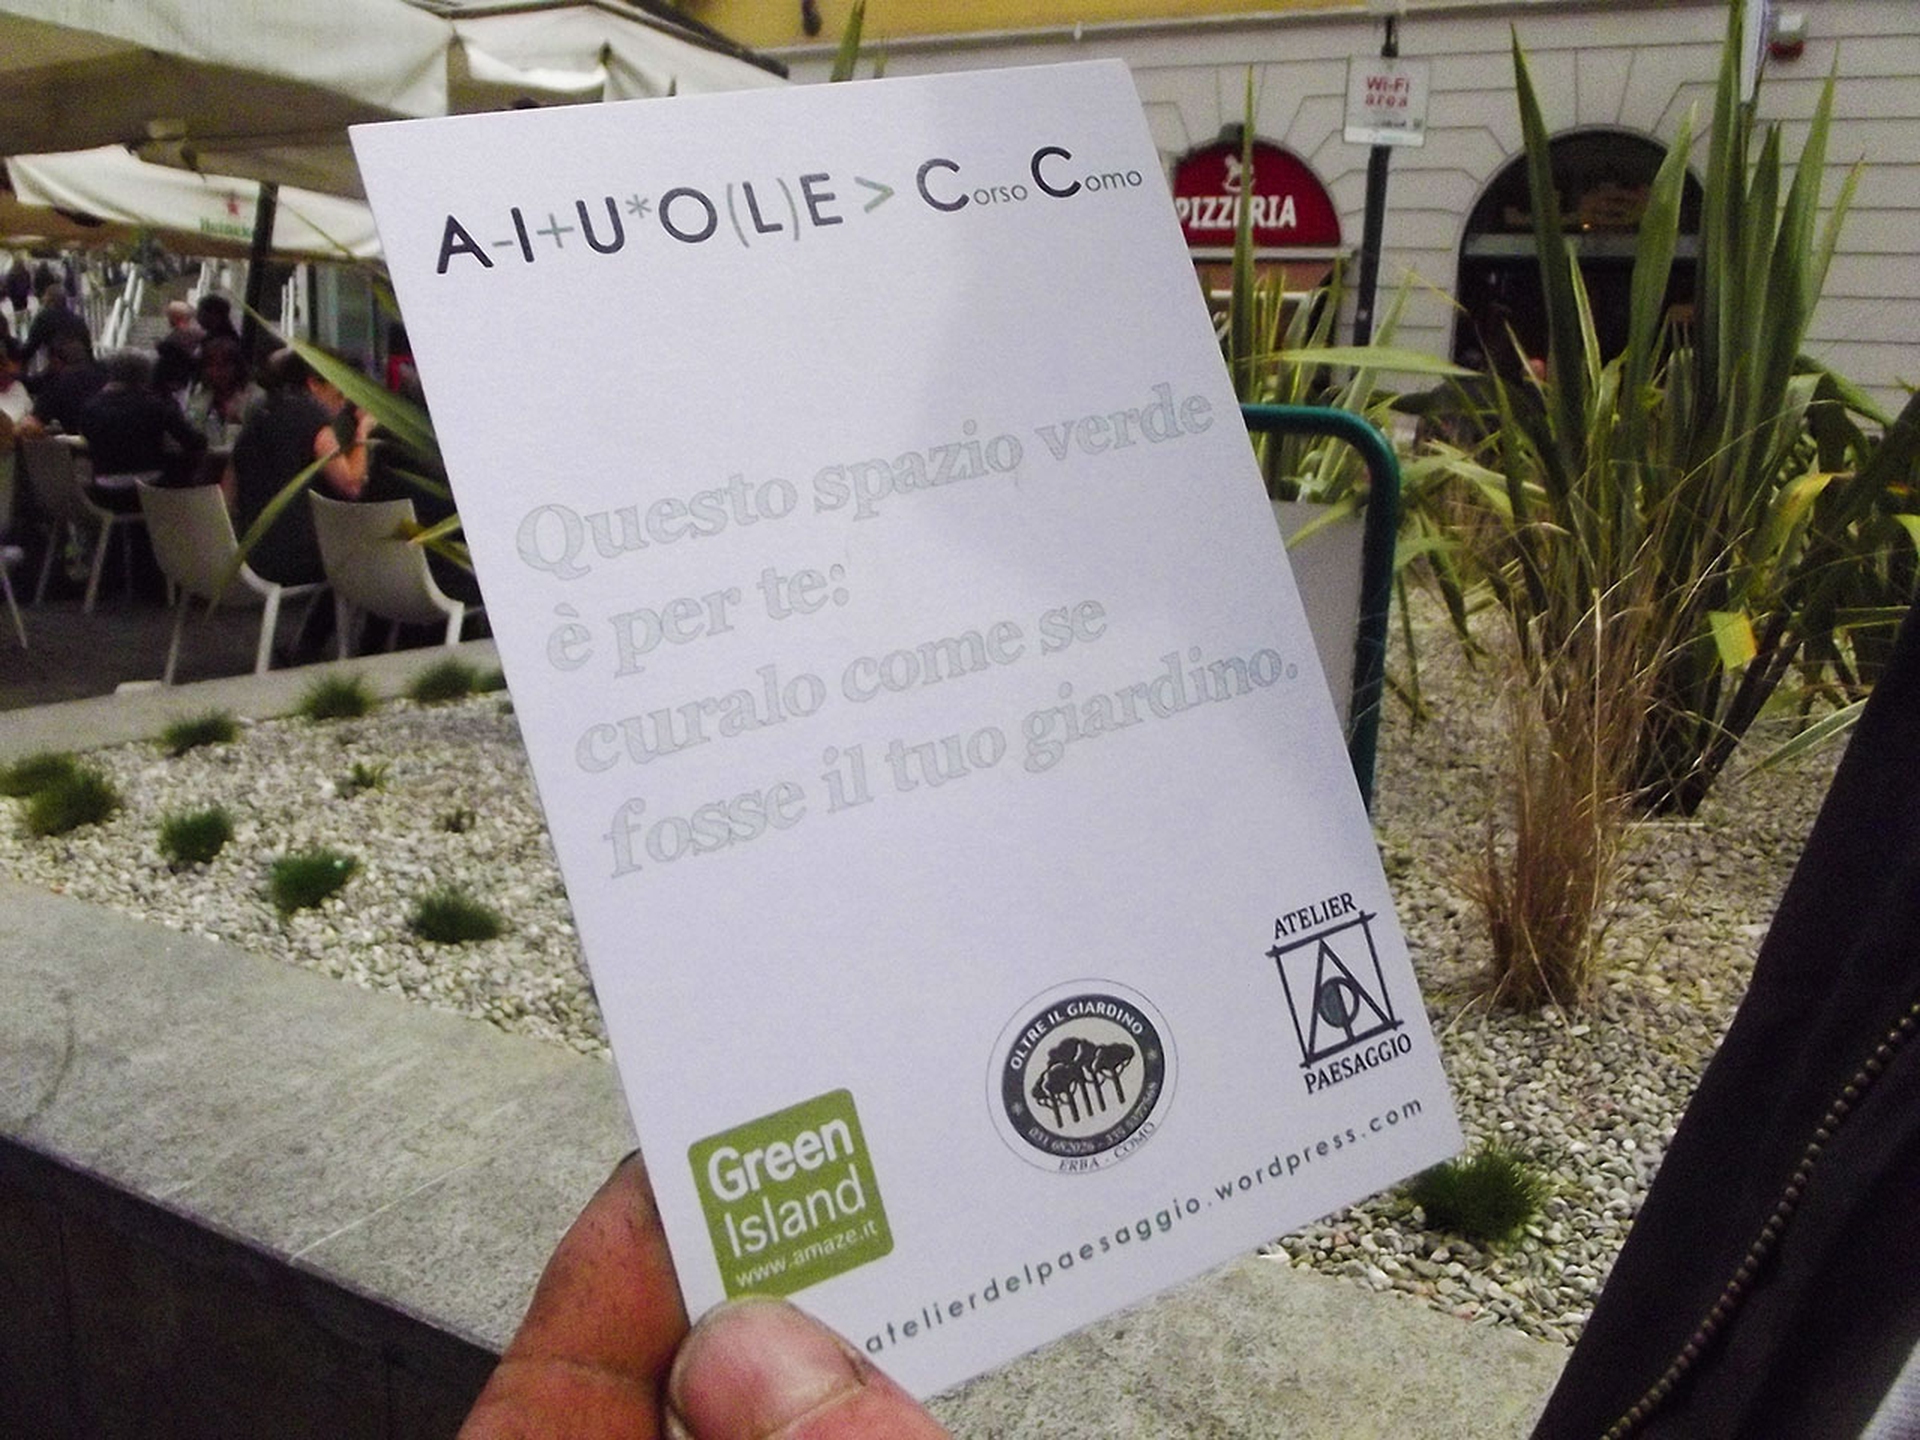 A-I+U*O(L)E > Corso Como
Questo spazio verde
è per te:
curalo come se
fosse il tuo giardino.
Green
Island
www.amaze.it
OLTRE IL GIARDINO
ERBA - COMO
ATELIER
PAESAGGIO
atelierdelpaesaggio.wordpress.com
PIZZERIA
Wi-Fi
area
Heineken